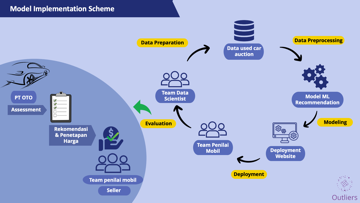 Model Implementation Scheme
Data Preparation
Data used car
auction
Data Preprocessing
Team Data
Scientist
Model ML
Recommendation
PT OTO
Assessment
Evaluation
Modeling
Rekomendasi
& Penetapan
Harga
Team Penilai
Mobil
Deployment
Website
Deployment
Team penilai mobil
Seller
Outliers